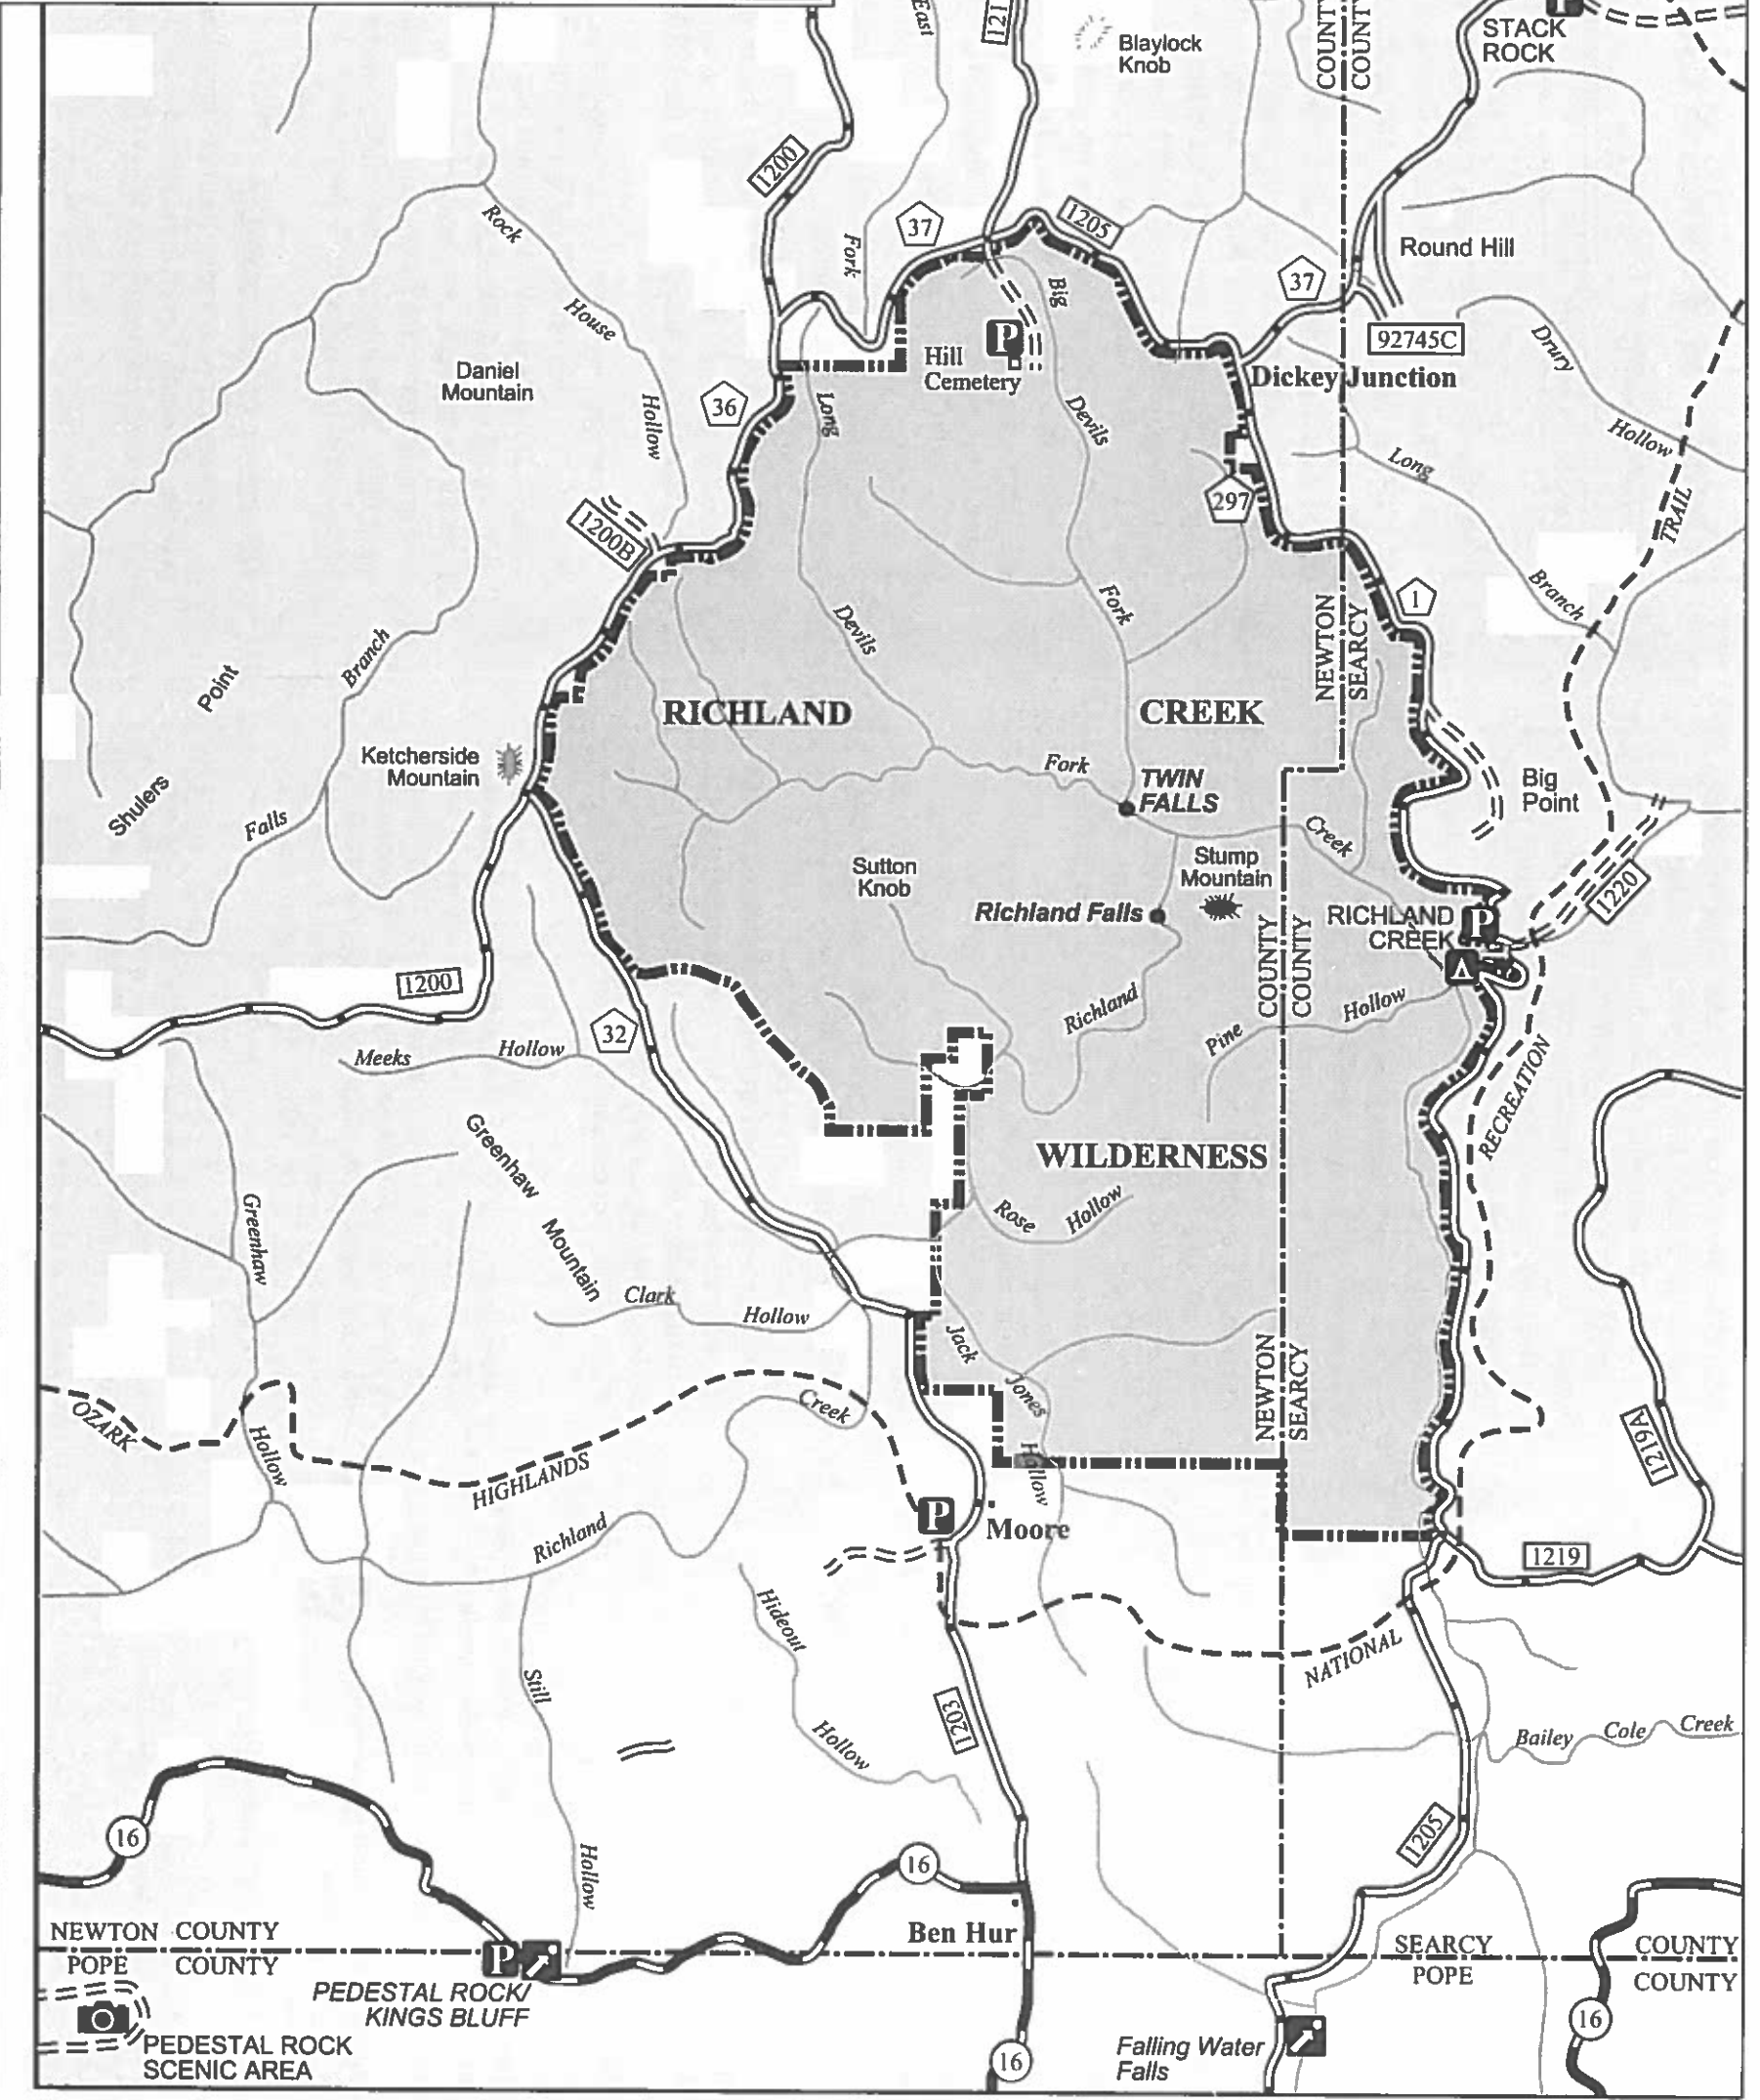 East
121
Blaylock
Knob
COUNTY
COUNTY
STACK
ROCK
1200
Rock
37
1205
Fork
Round Hill
37
Big
House
92745C
Hill
Cemetery
Drury
Daniel
Mountain
Dickey Junction
36
Long
Hollow
Devils
Hollow
Long
297
1200B
TRAIL
Branch
Fork
1
Devils
NEWTON
SEARCY
Branch
Point
RICHLAND
CREEK
Ketcherside
Mountain
Fork
TWIN
FALLS
Big
Point
Shulers
Falls
Creek
Sutton
Knob
Stump
Mountain
1220
Richland Falls
RICHLAND
CREEK
COUNTY
COUNTY
1200
Richland
Hollow
32
Pine
Meeks
Hollow
RECREATION
Greenhaw
WILDERNESS
Greenhaw
Mountain
Rose
Hollow
Clark
Hollow
Jack
NEWTON
SEARCY
Jones
Creek
OZARK
Hollow
1219A
HIGHLANDS
Hollow
Richland
Moore
1219
Hideout
NATIONAL
Still
1203
Hollow
Bailey Cole Creek
16
1205
16
Hollow
NEWTON COUNTY
Ben Hur
SEARCY
COUNTY
POPE
COUNTY
POPE
COUNTY
PEDESTAL ROCK/
KINGS BLUFF
P
16
PEDESTAL ROCK
SCENIC AREA
Falling Water
Falls
16